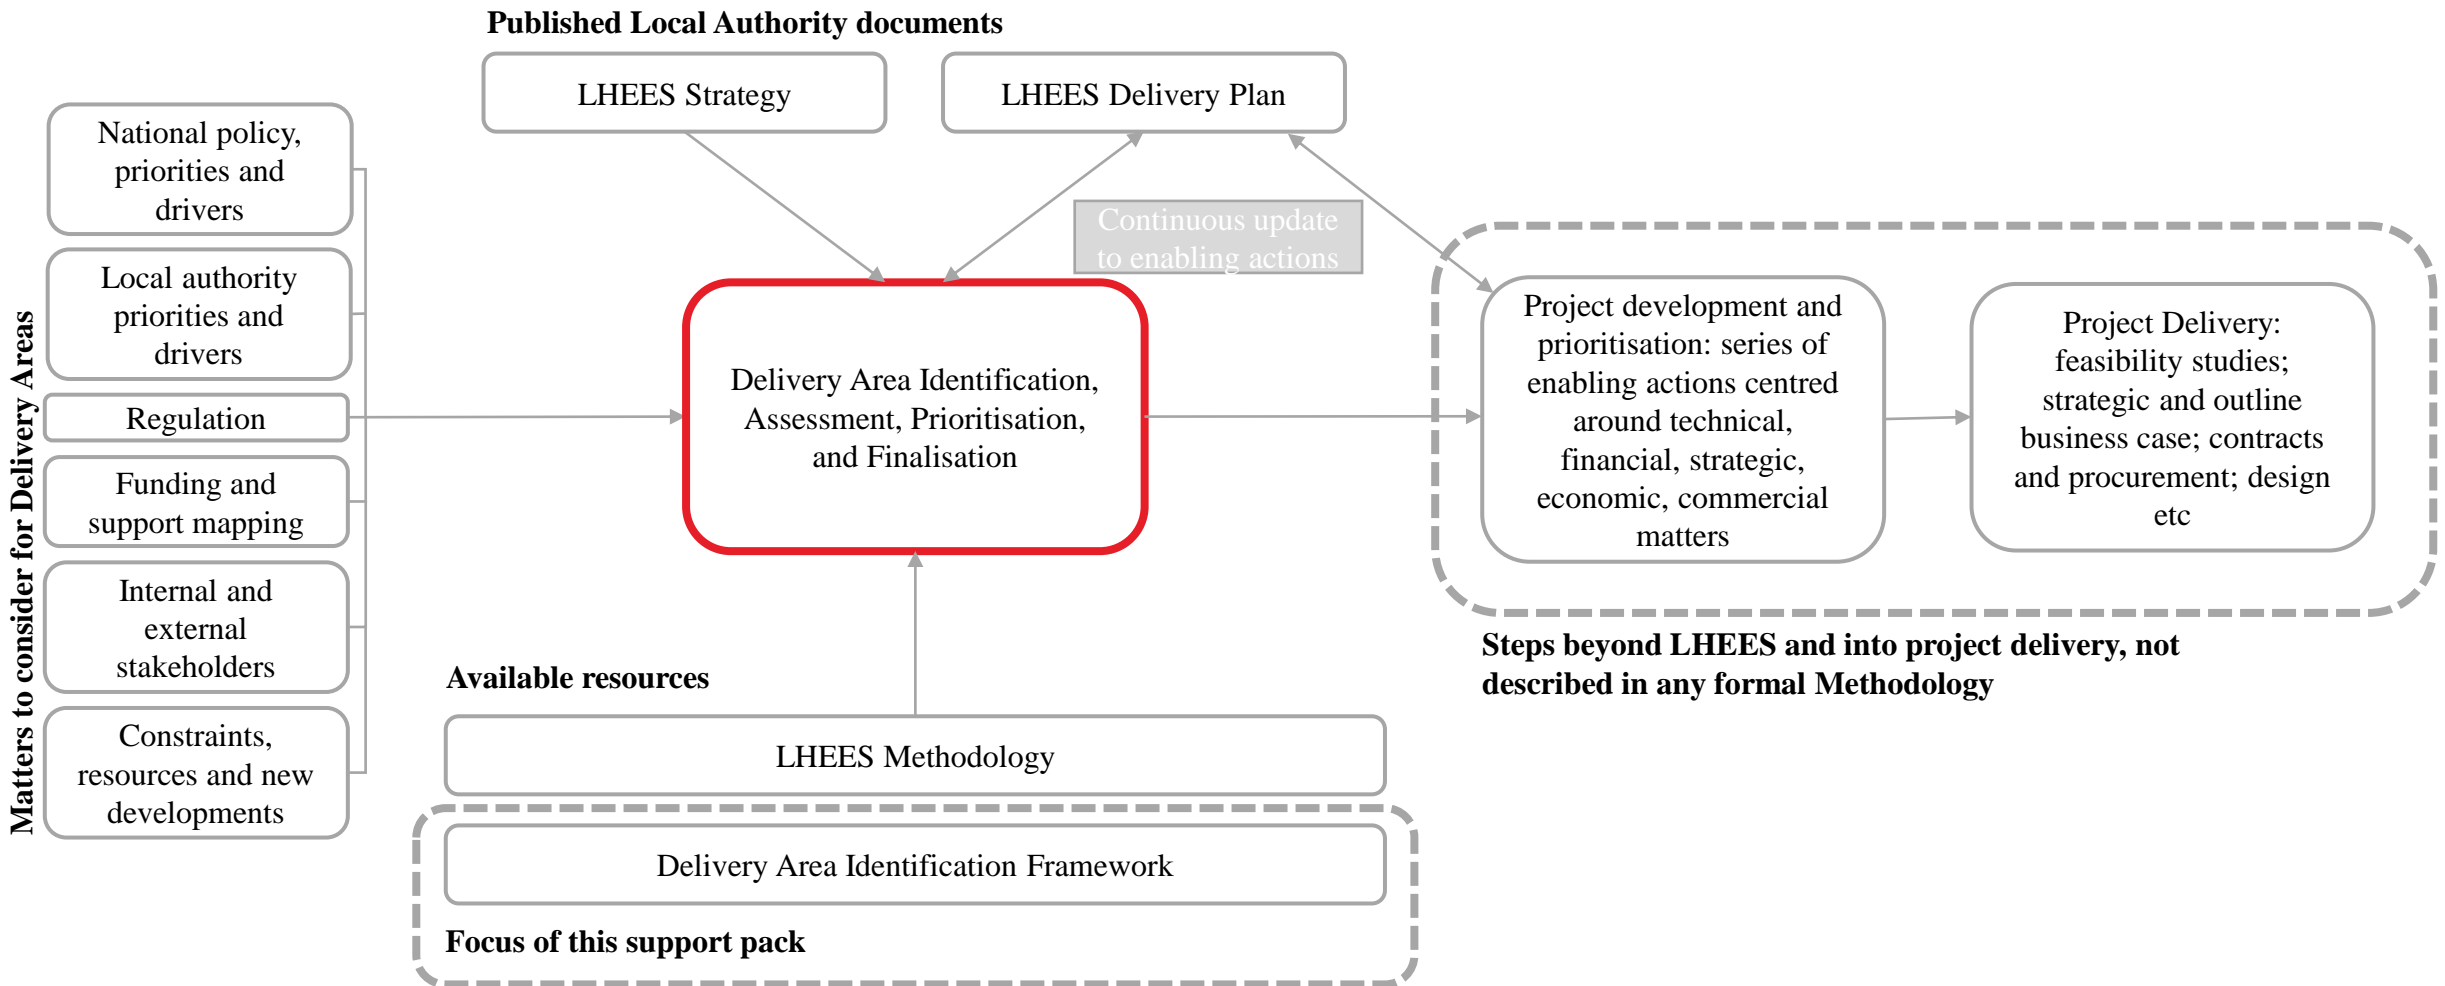 Published Local Authority documents
LHEES Strategy
LHEES Delivery Plan
Matters to consider for Delivery Areas
National policy,
priorities and
drivers
Local authority
priorities and
drivers
Regulation
Funding and
support mapping
Internal and
external
stakeholders
Constraints,
resources and new
developments
Continuous update
to enabling actions
Delivery Area Identification,
Assessment, Prioritisation,
and Finalisation
Project development and
prioritisation: series of
enabling actions centred
around technical,
financial, strategic,
economic, commercial
matters
Project Delivery:
feasibility studies;
strategic and outline
business case; contracts
and procurement; design
etc
Steps beyond LHEES and into project delivery, not
described in any formal Methodology
Available resources
LHEES Methodology
Delivery Area Identification Framework
Focus of this support pack